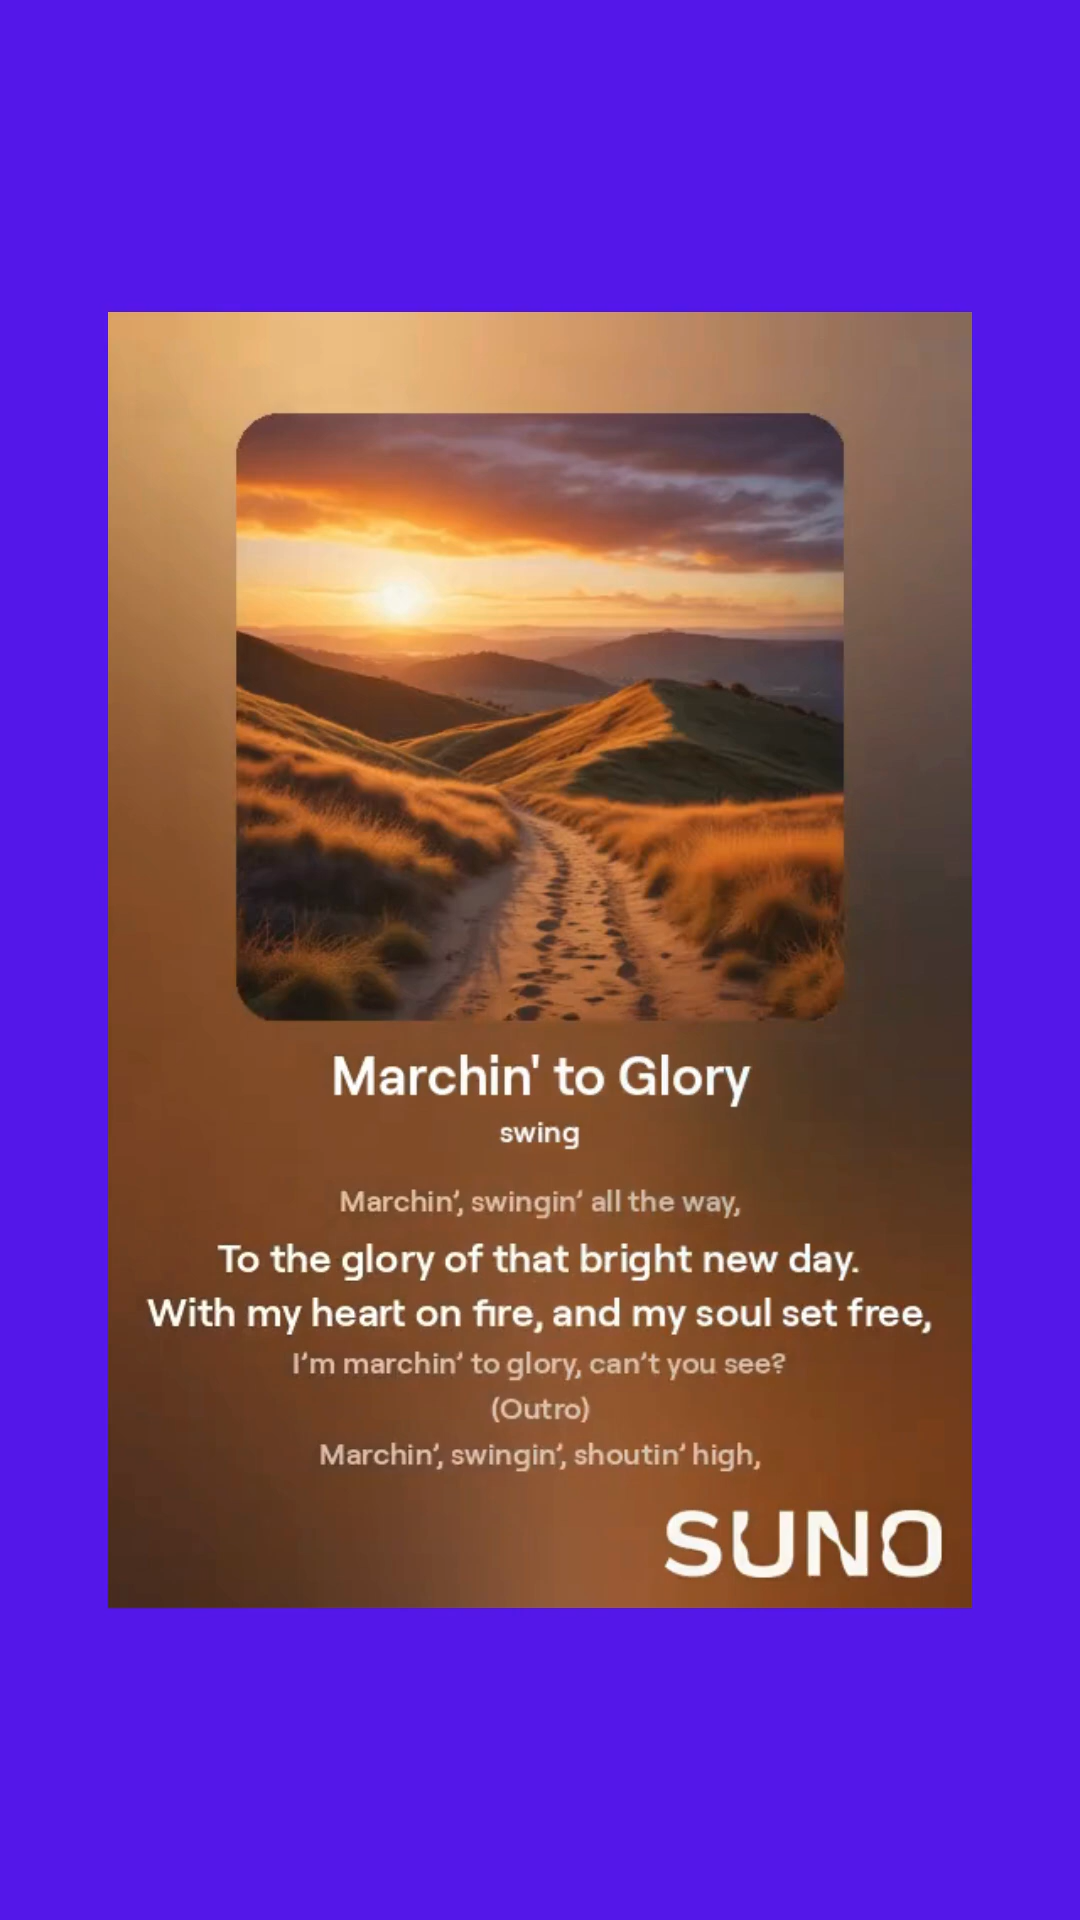 Marchin' to Glory
swing
Marchin’, swingin’ all the way,
To the glory of that bright new day.
With my heart on fire, and my soul set free,
I’m marchin’ to glory, can’t you see?
(Outro)
Marchin’, swingin’, shoutin’ high,
SUNO